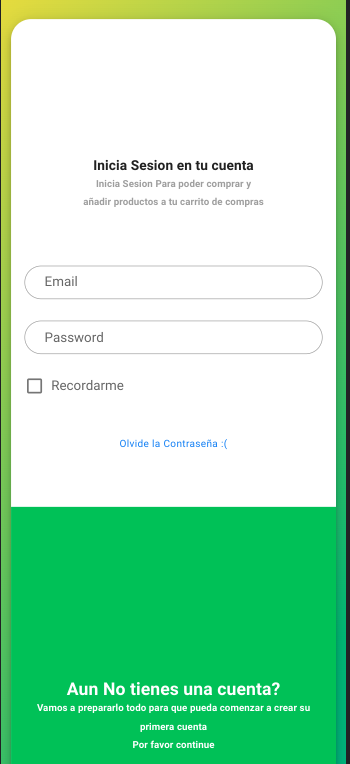 Inicia Sesion en tu cuenta
Inicia Sesion Para poder comprar y
añadir productos a tu carrito de compras
Email
Password
Recordarme
Olvide la Contraseña :(
Aun No tienes una cuenta?
Vamos a prepararlo todo para que pueda comenzar a crear su
primera cuenta
Por favor continue